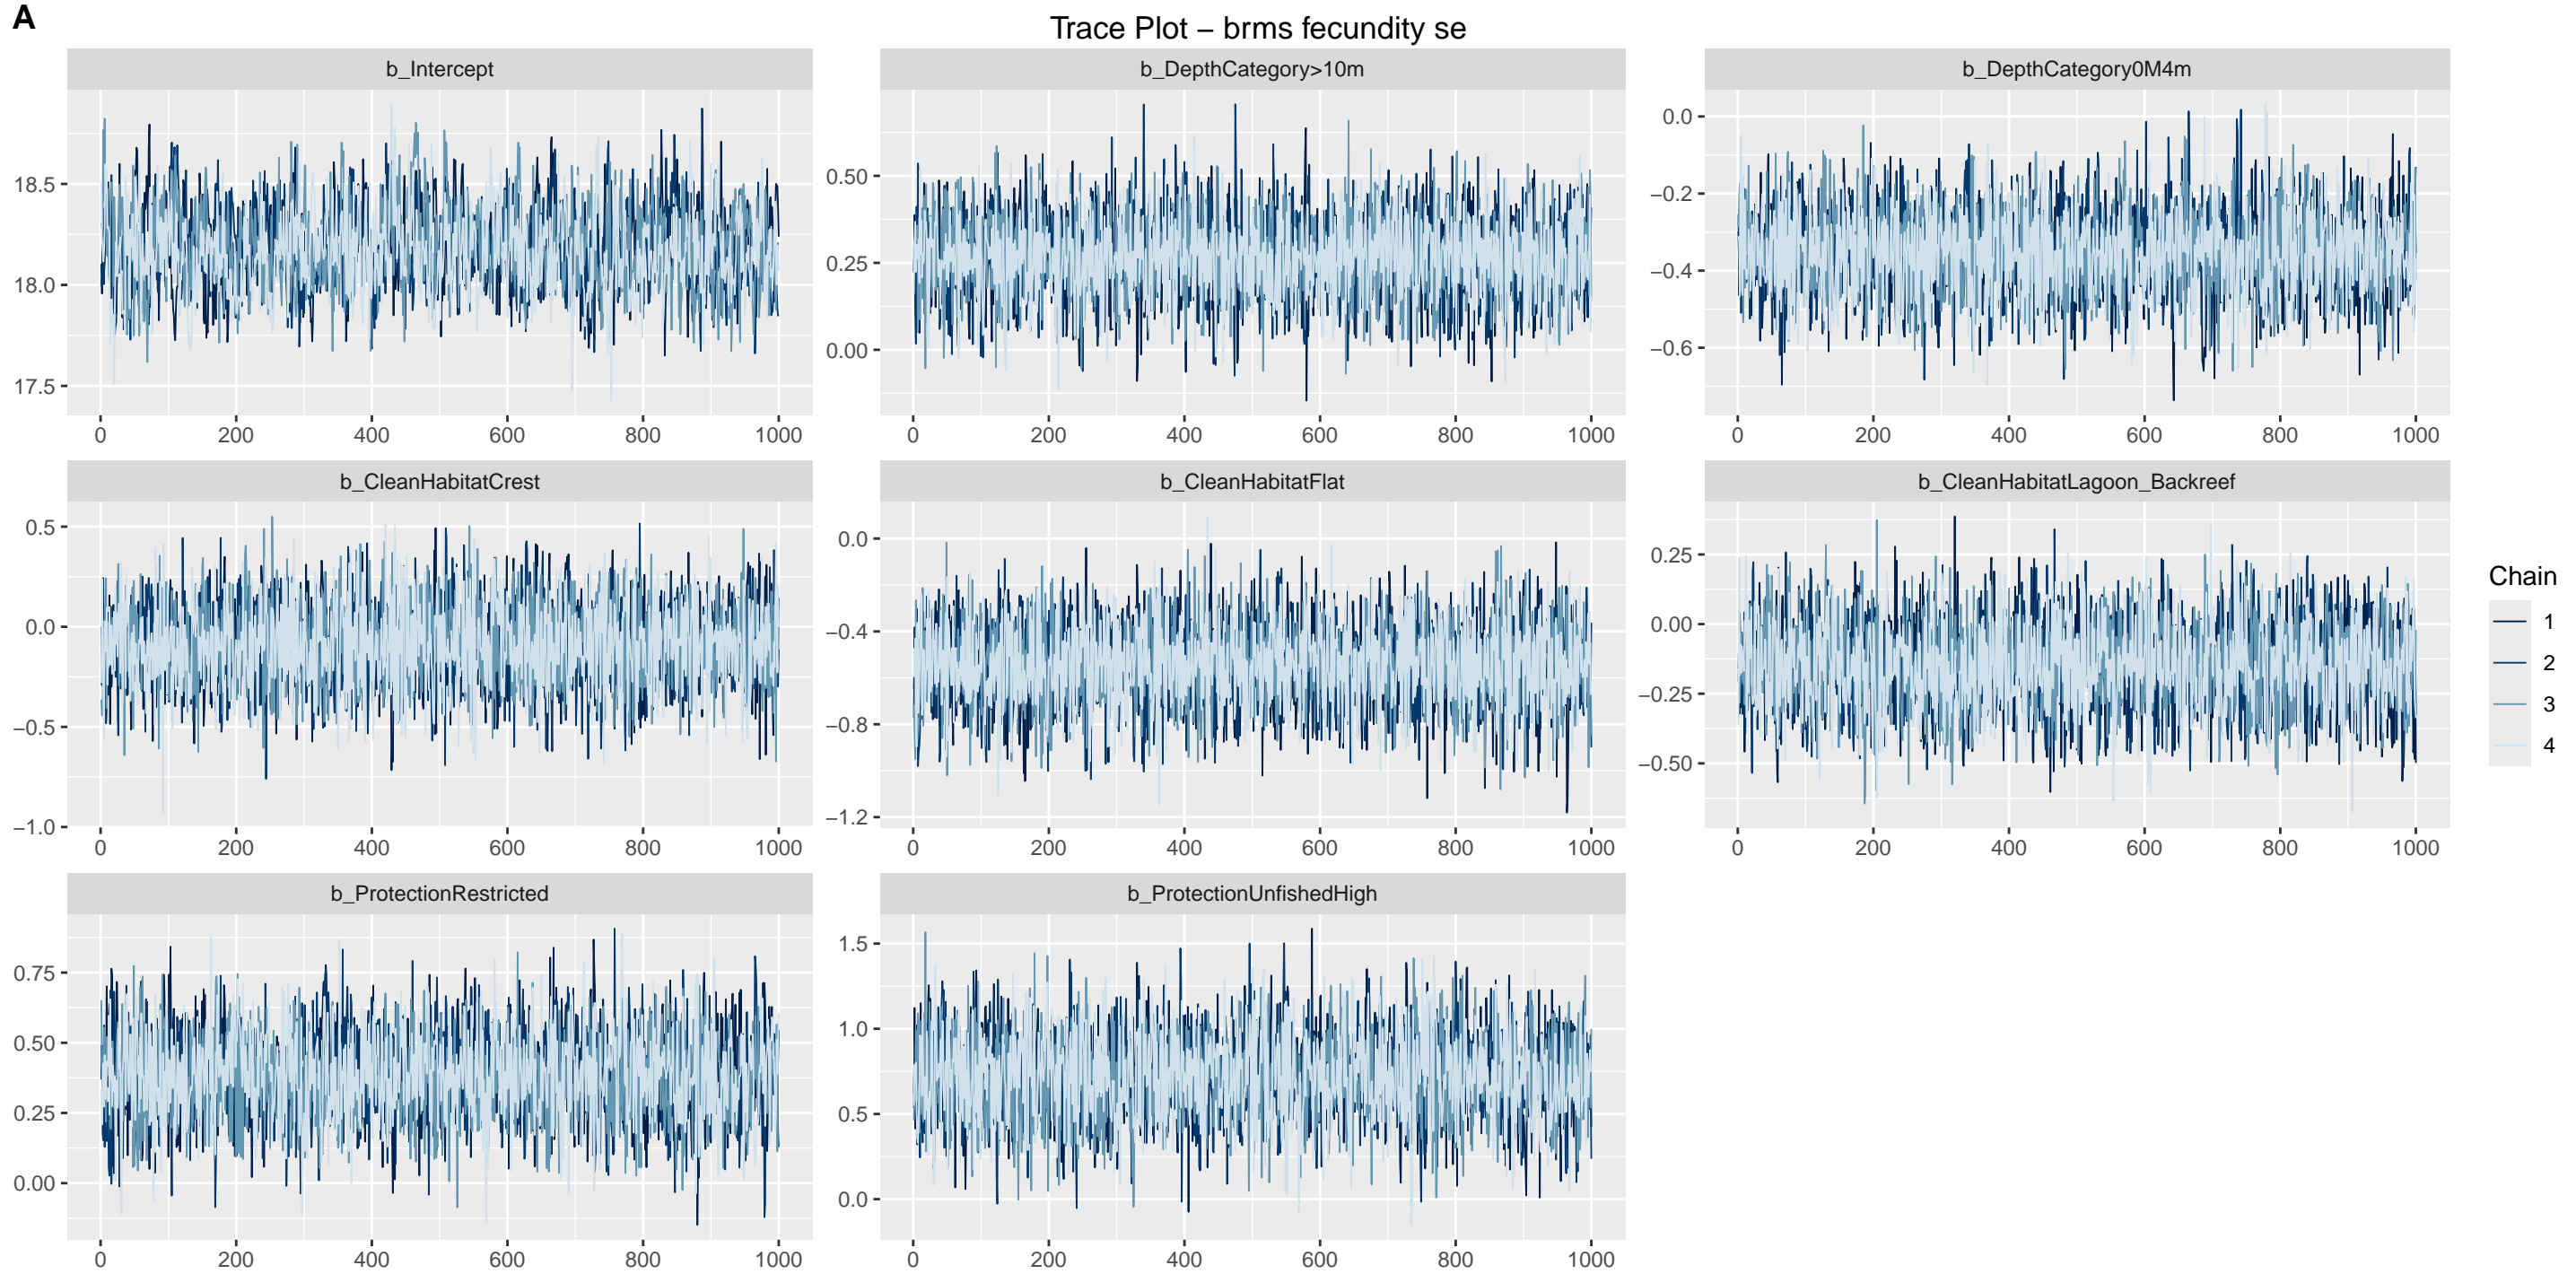 A
Trace Plot – brms fecundity se
b_Intercept
b_DepthCategory>10m
b_DepthCategory0M4m
18.5
18.0
17.5
0.50
0.25
0.00
0.0
−0.2
−0.4
−0.6
0 200 400 600 800 1000
0 200 400 600 800 1000
0 200 400 600 800 1000
b_CleanHabitatCrest
b_CleanHabitatFlat
b_CleanHabitatLagoon_Backreef
0.5
0.0
−0.5
−1.0
0.0
−0.4
−0.8
−1.2
0.25
0.00
−0.25
−0.50
0 200 400 600 800 1000
0 200 400 600 800 1000
0 200 400 600 800 1000
Chain
1
2
3
4
b_ProtectionRestricted
b_ProtectionUnfishedHigh
0.75
0.50
0.25
0.00
1.5
1.0
0.5
0.0
0 200 400 600 800 1000
0 200 400 600 800 1000